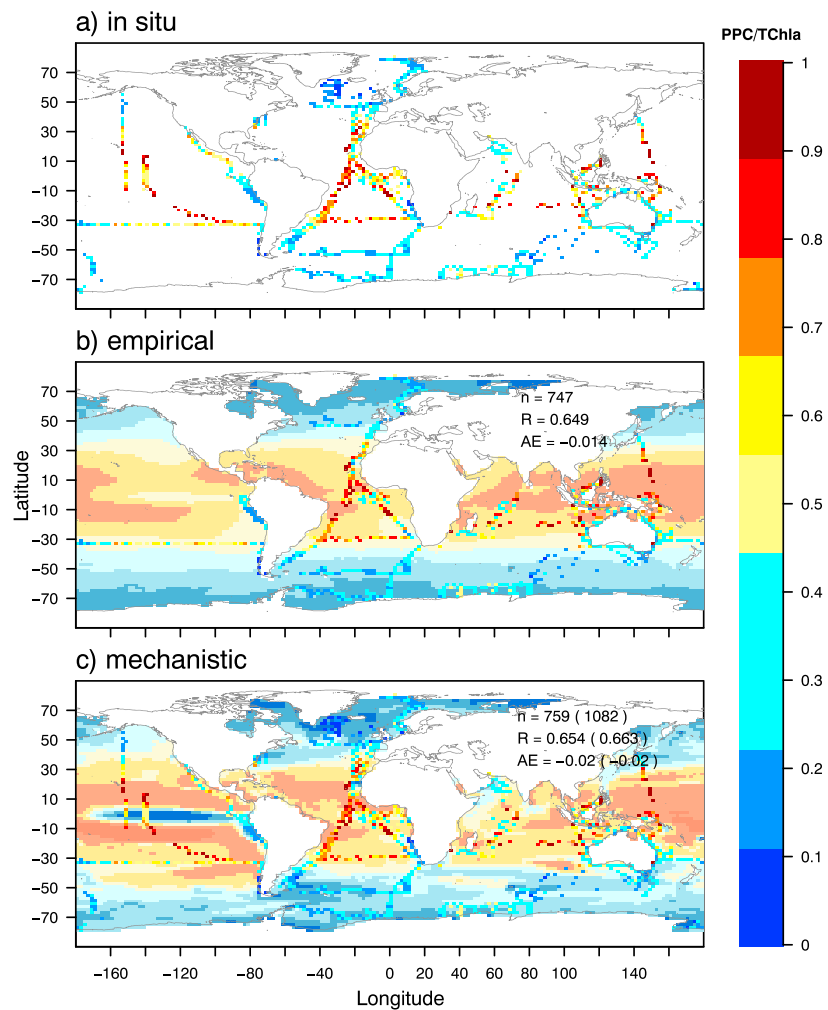 a) in situ
PPC/TChla
70
50
30
10
−10
−30
−50
−70
b) empirical
n = 747
R = 0.649
AE = −0.014
70
50
30
10
−10
−30
−50
−70
Latitude
c) mechanistic
n = 759 ( 1082 )
R = 0.654 ( 0.663 )
AE = −0.02 ( −0.02 )
70
50
30
10
−10
−30
−50
−70
−160 −120 −80 −40 0 20 40 60 80 100 140
Longitude
1
0.9
0.8
0.7
0.6
0.5
0.4
0.3
0.2
0.1
0